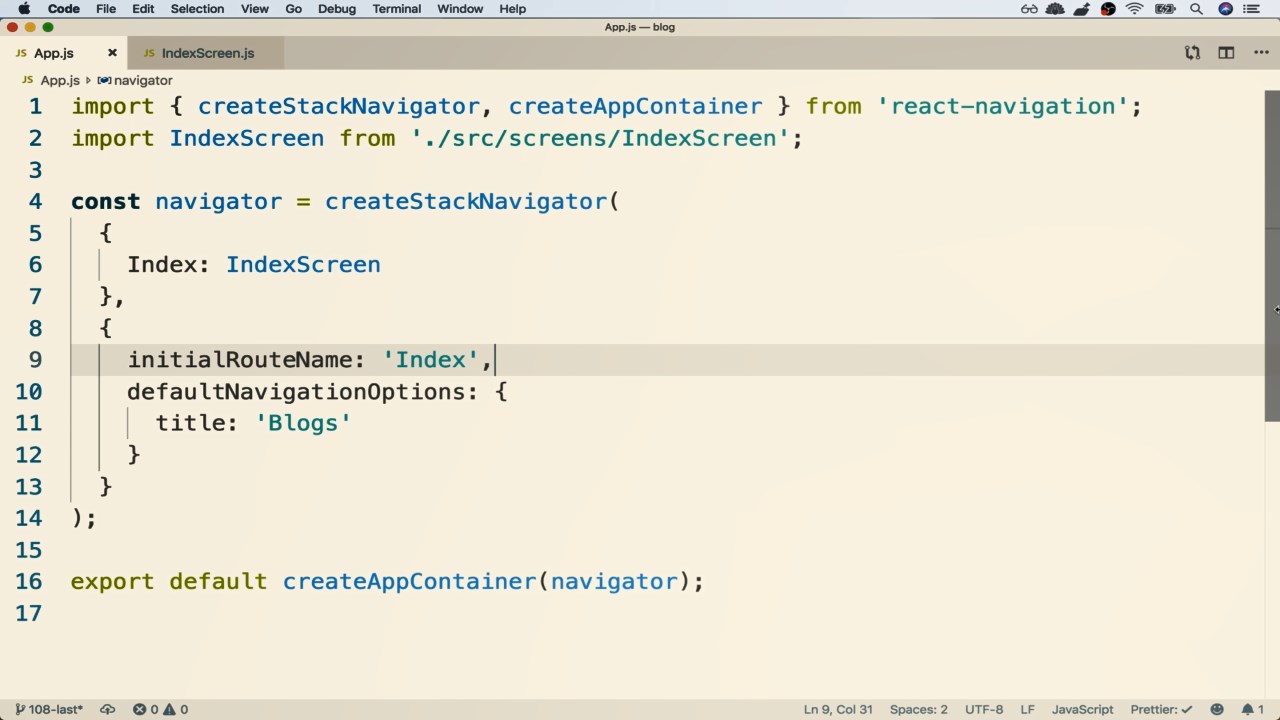 Code File Edit Selection View Go Debug Terminal Window Help
App.js — blog
JS App.js × JS IndexScreen.js
JS App.js navigator
1 import { createStackNavigator, createAppContainer } from 'react-navigation';
2 import IndexScreen from './src/screens/IndexScreen';
3
4 const navigator = createStackNavigator(
5 {
6 Index: IndexScreen
7 },
8 {
9 initialRouteName: 'Index',
10 defaultNavigationOptions: {
11 title: 'Blogs'
12 }
13 }
14 );
15
16 export default createAppContainer(navigator);
17
108-last* 0 0 Ln 9, Col 31 Spaces: 2 UTF-8 LF JavaScript Prettier: ✓ 1